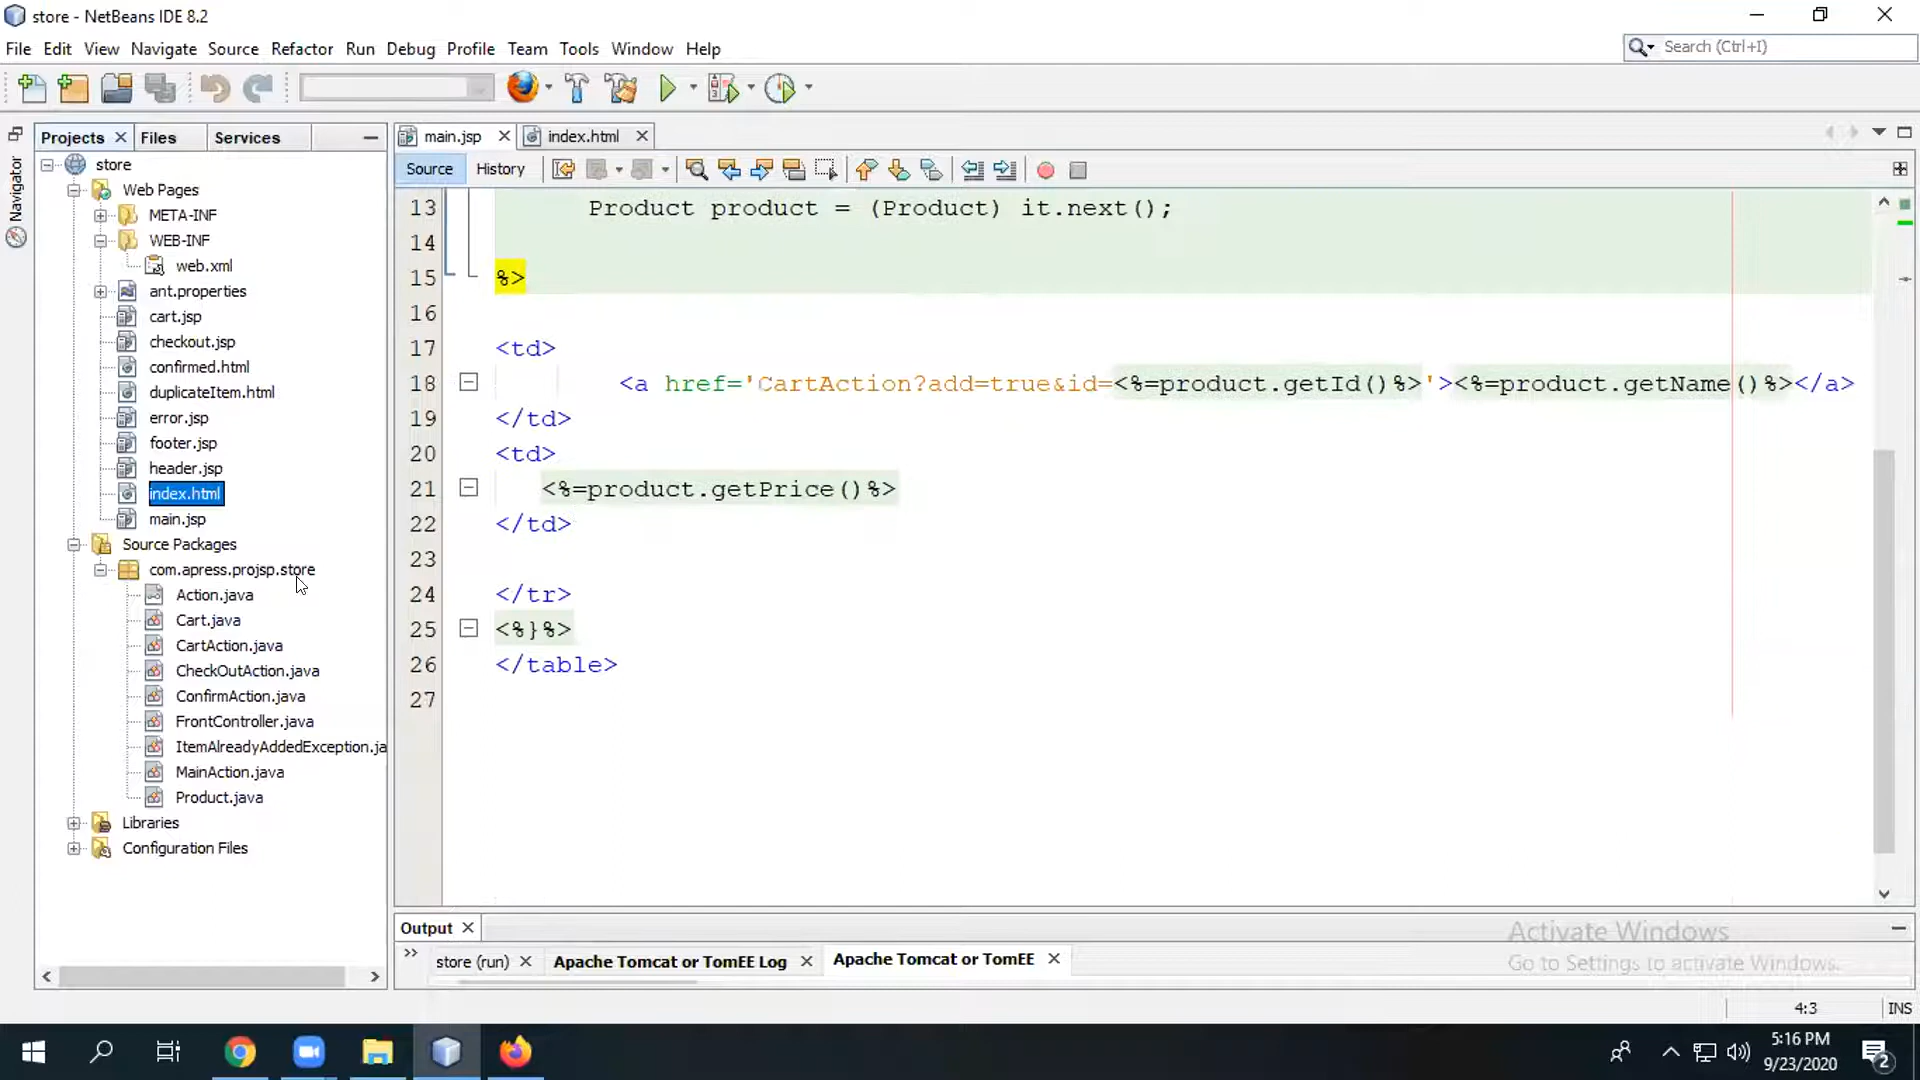 store - NetBeans IDE 8.2
File Edit View Navigate Source Refactor Run Debug Profile Team Tools Window Help
Search (Ctrl+I)
Projects Files Services
main.jsp index.html
Source History
Navigator
store
Web Pages
META-INF
WEB-INF
web.xml
ant.properties
cart.jsp
checkout.jsp
confirmed.html
duplicateItem.html
error.jsp
footer.jsp
header.jsp
index.html
main.jsp
Source Packages
com.apress.projsp.store
Action.java
Cart.java
CartAction.java
CheckOutAction.java
ConfirmAction.java
FrontController.java
ItemAlreadyAddedException.ja
MainAction.java
Product.java
Libraries
Configuration Files
13 Product product = (Product) it.next();
14
15 %>
16
17 <td>
18 <a href='CartAction?add=true&id=<%=product.getId()%>'><%=product.getName()%></a>
19 </td>
20 <td>
21 <%=product.getPrice()%>
22 </td>
23
24 </tr>
25 <%}%>
26 </table>
27
Output
store (run) Apache Tomcat or TomEE Log Apache Tomcat or TomEE
Activate Windows
Go to Settings to activate Windows.
4:3 INS
5:16 PM
9/23/2020
2